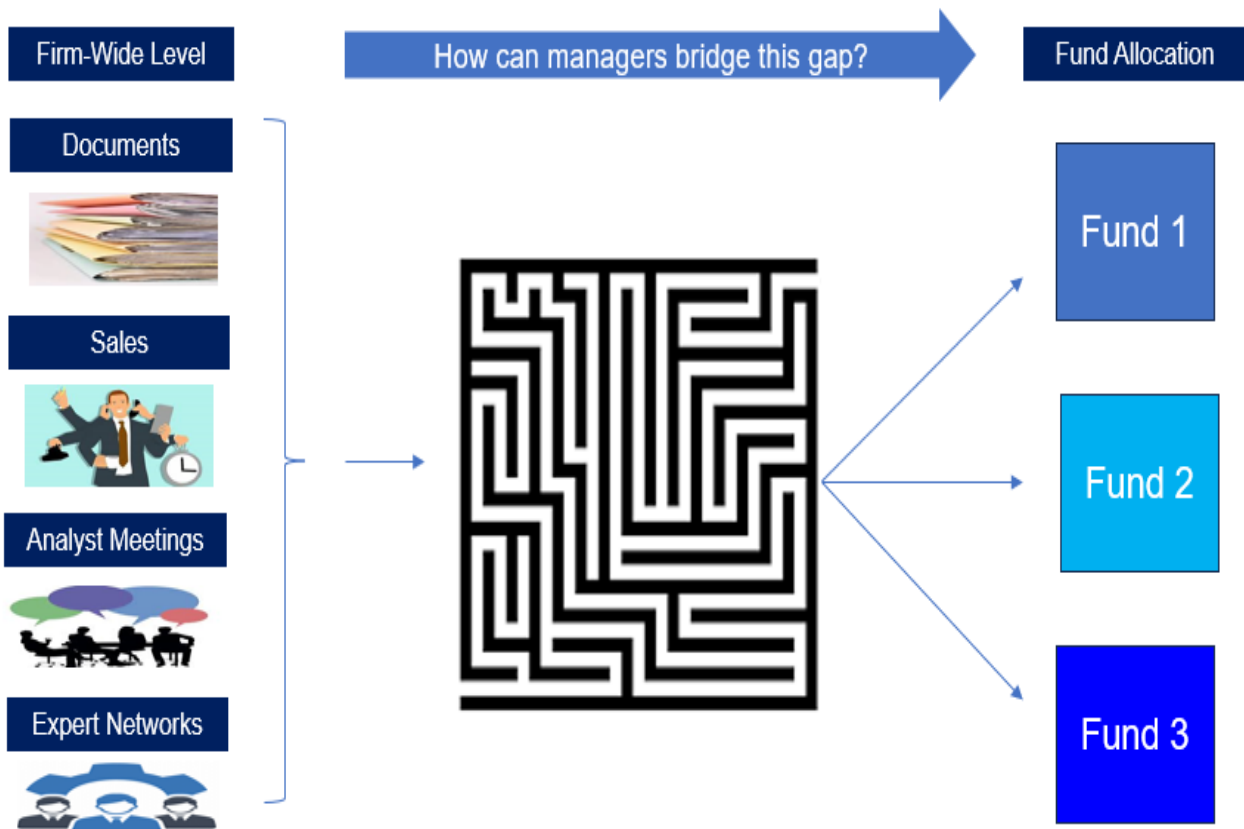 Firm-Wide Level
How can managers bridge this gap?
Fund Allocation
Documents
Sales
Analyst Meetings
Expert Networks
Fund 1
Fund 2
Fund 3